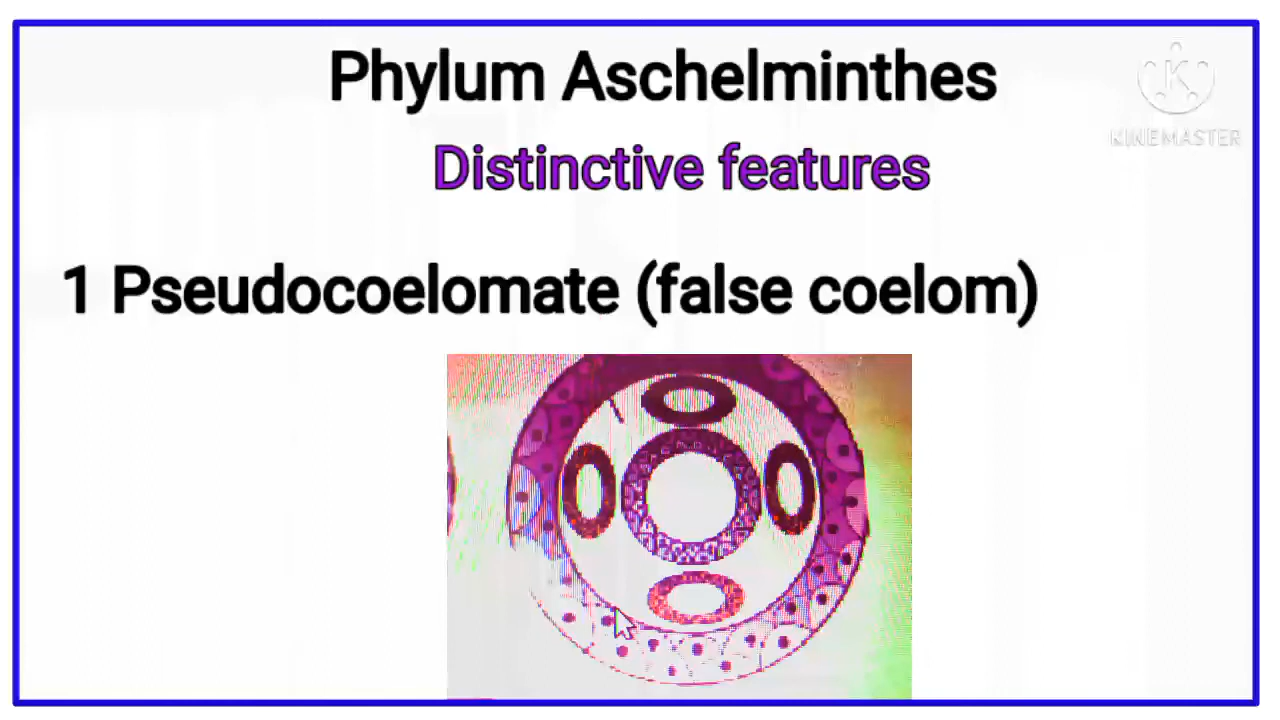 Phylum Aschelminthes
K
KINEMASTER
Distinctive features
1 Pseudocoelomate (false coelom)